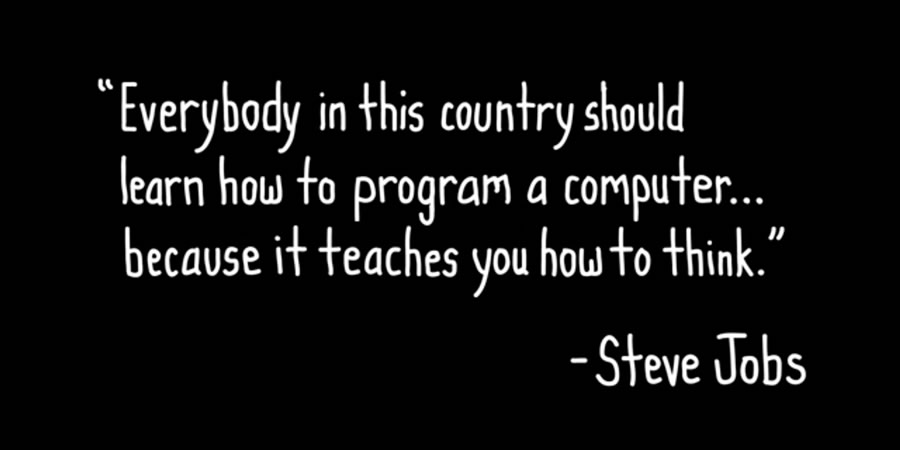 “Everybody in this country should
learn how to program a computer...
because it teaches you how to think.”
-Steve Jobs